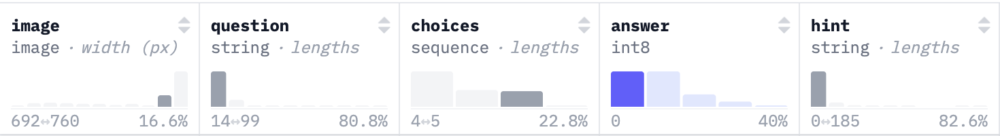 image
image · width (px)
692↔760 16.6%
question
string · lengths
14↔99 80.8%
choices
sequence · lengths
4↔5 22.8%
answer
int8
0 40%
hint
string · lengths
0↔185 82.6%